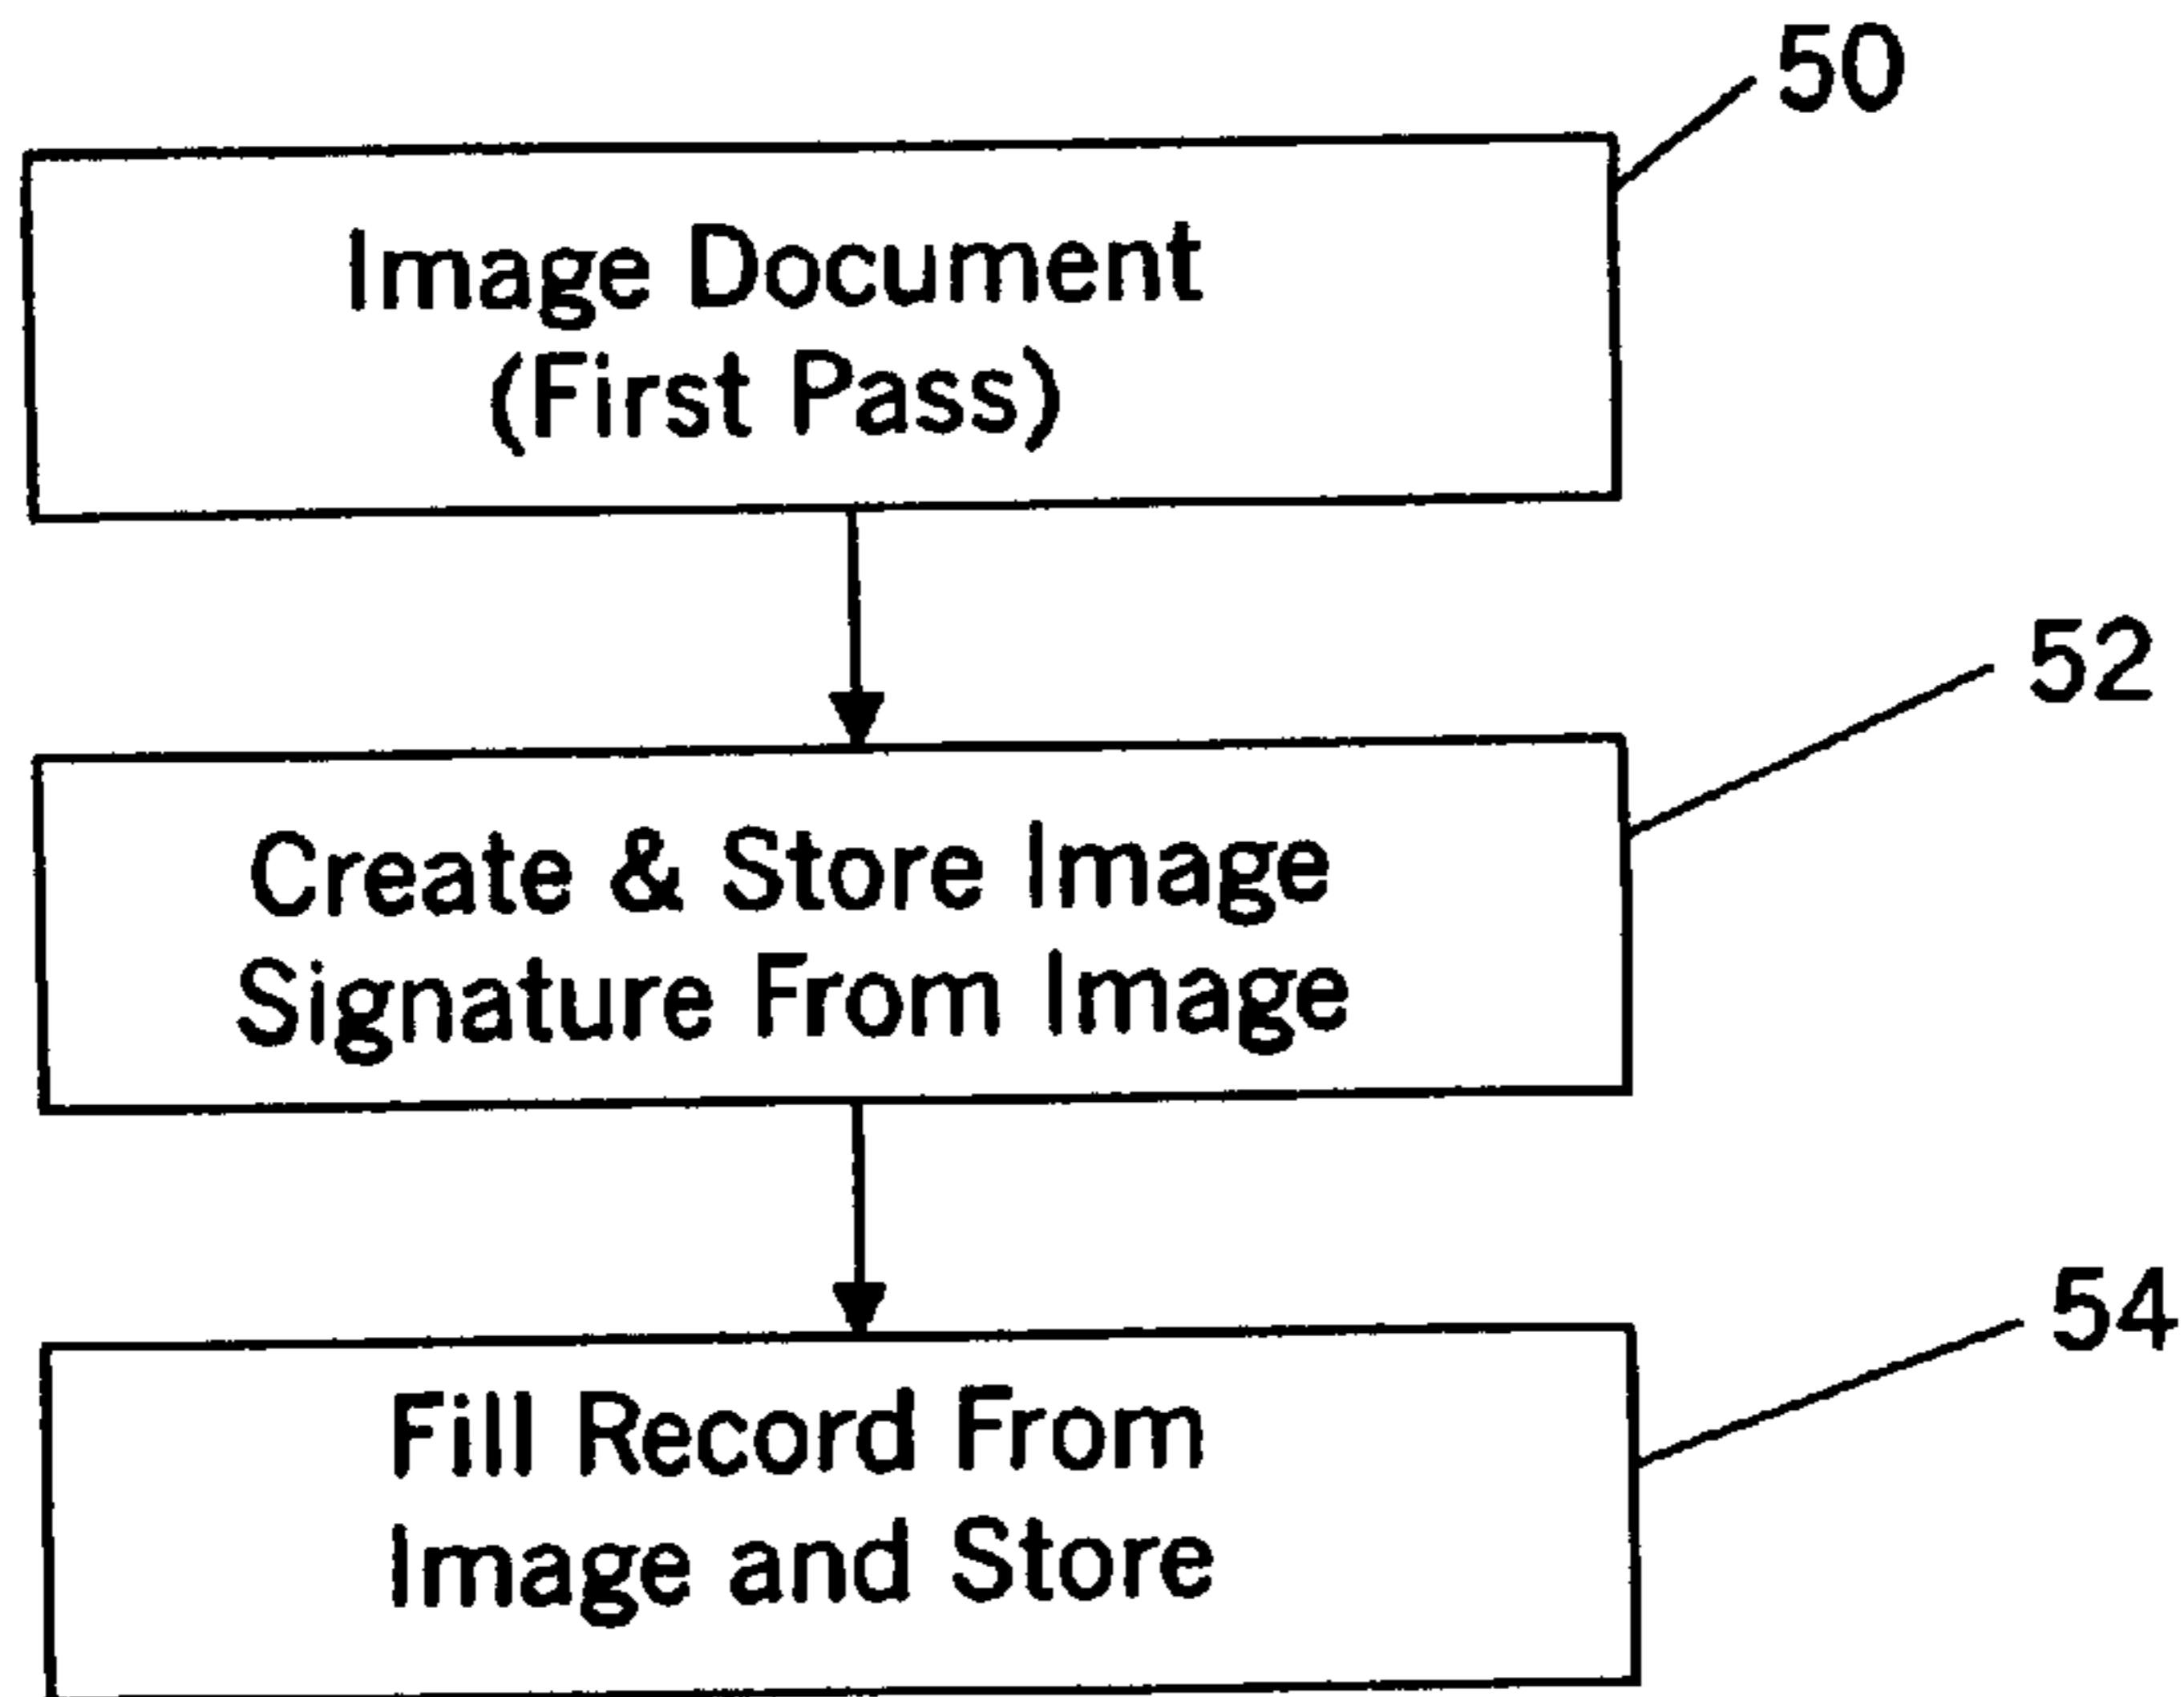 50
Image Document
(First Pass)
52
Create & Store Image
Signature From Image
54
Fill Record From
Image and Store